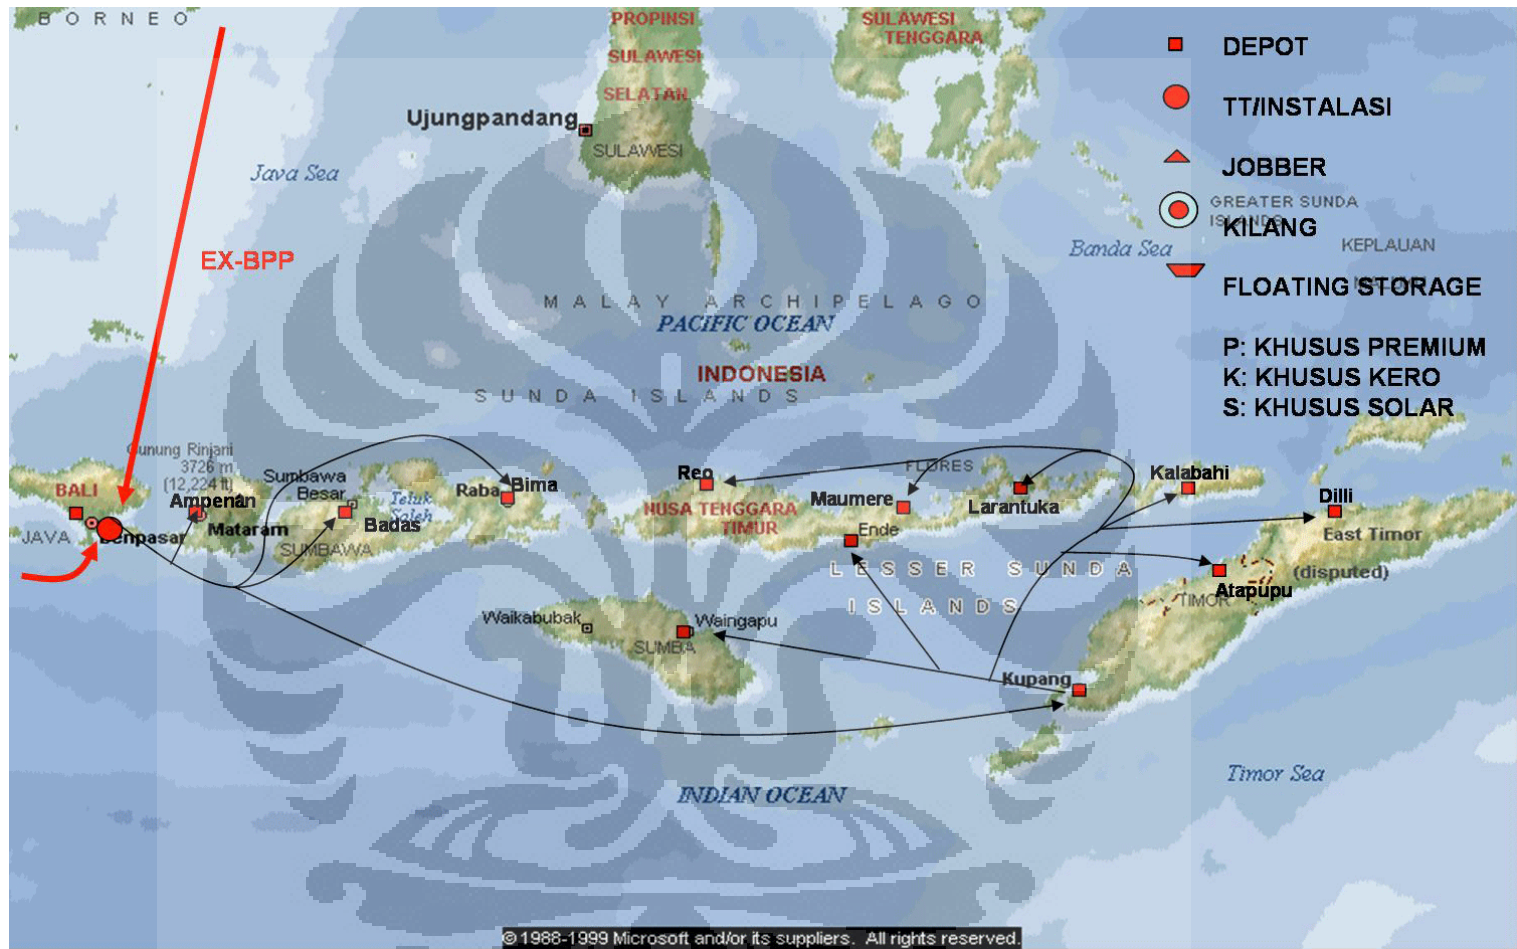 BORNEO
PROPINSI
SULAWESI
SELATAN
SULAWESI
TENGGARA
DEPOT
TT/INSTALASI
Ujungpandang
SULAWESI
Java Sea
JOBBER
GREATER SUNDA
ISLANDS
KILANG
Banda Sea
KEPLAUAN
EX-BPP
FLOATING STORAGE
MALAY ARCHIPELAGO
PACIFIC OCEAN
P: KHUSUS PREMIUM
INDONESIA
K: KHUSUS KERO
SUNDA ISLANDS
S: KHUSUS SOLAR
Gunung Rinjani
3726 m
(12,224 ft)
BALI
Ampenan
Mataram
JAVA
Denpasar
Sumbawa
Besar
Teluk
Saleh
Badas
SUMBAWA
Raba
Bima
Reo
FLORES
NUSA TENGGARA
TIMUR
Maumere
Larantuka
Ende
Kalabahi
Dilli
East Timor
(disputed)
LESSER SUNDA
ISLANDS
Atapupu
TIMOR
Waikabubak
Waingapu
SUMBA
Kupang
Timor Sea
INDIAN OCEAN
© 1988-1999 Microsoft and/or its suppliers. All rights reserved.